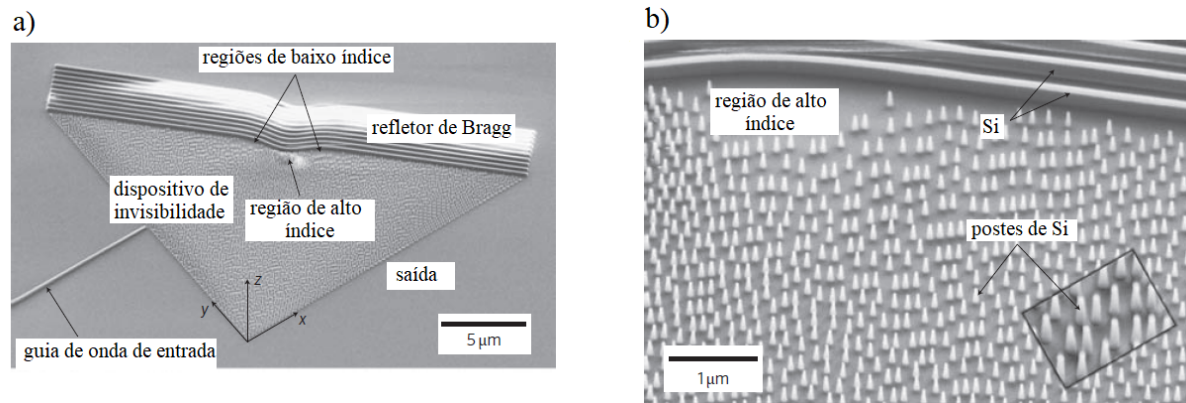 a)
regiões de baixo índice
refletor de Bragg
dispositivo de
invisibilidade
região de alto
índice
saída
z
y
x
5 μm
guia de onda de entrada
b)
região de alto
índice
Si
postes de Si
1μm